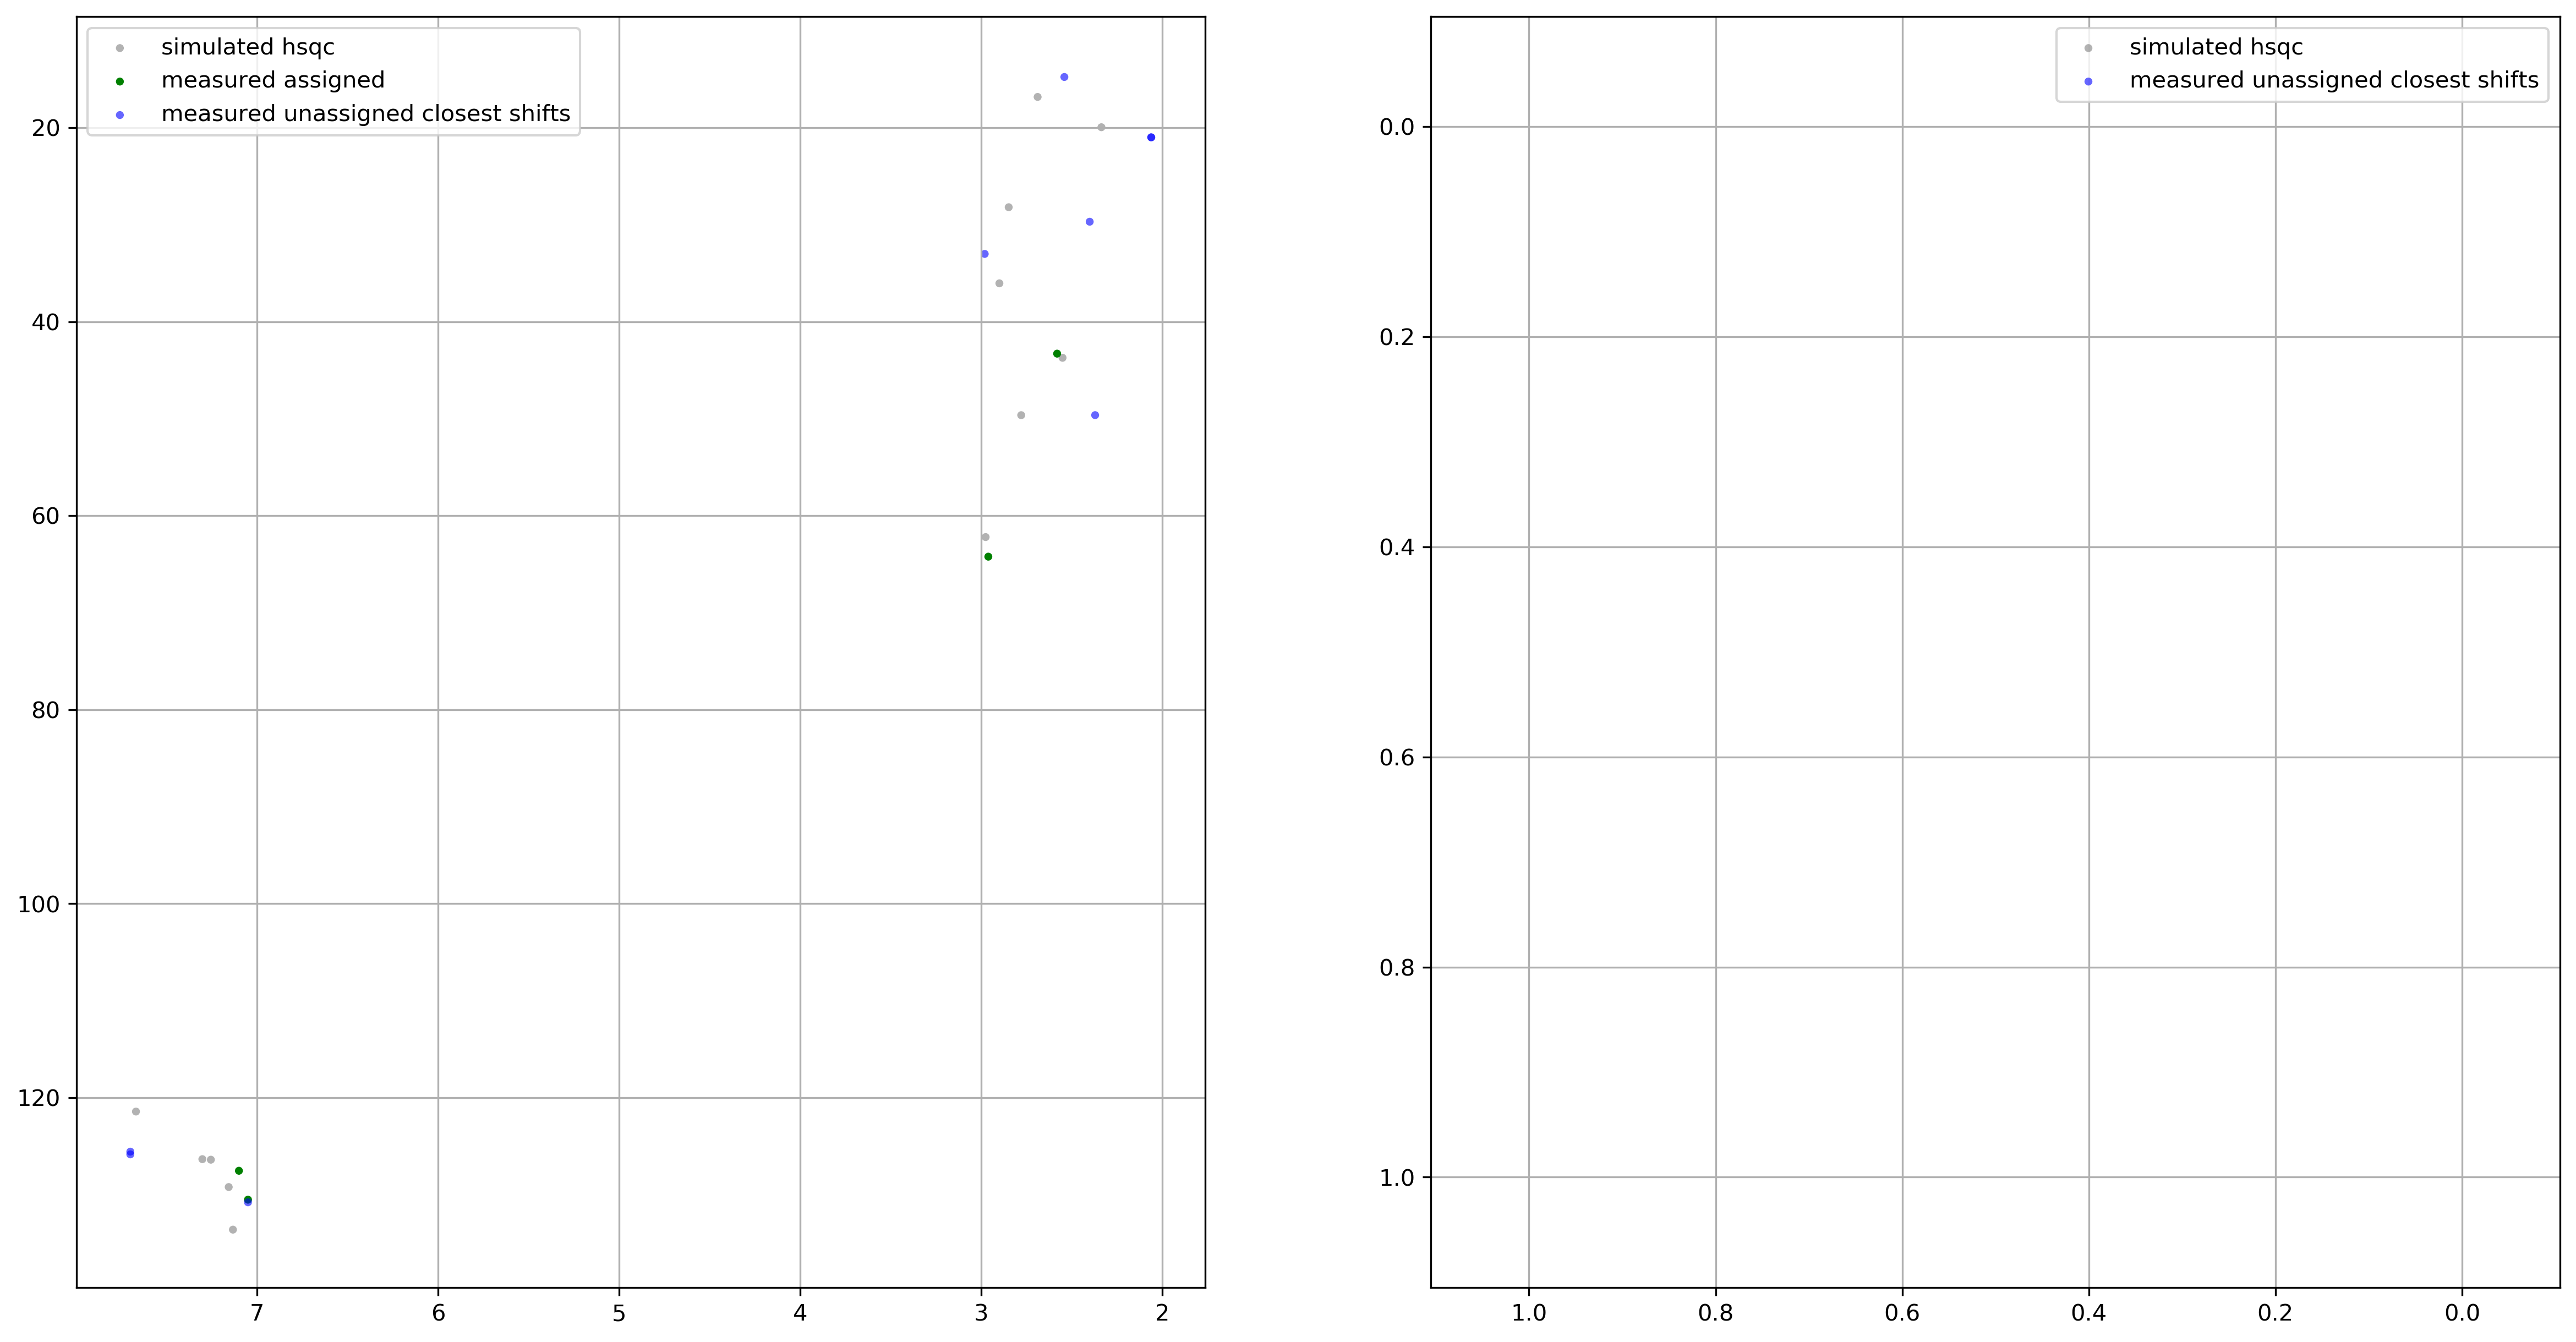 simulated hsqc
measured assigned
measured unassigned closest shifts
20
40
60
80
100
120
7 6 5 4 3 2
simulated hsqc
measured unassigned closest shifts
0.0
0.2
0.4
0.6
0.8
1.0
1.0 0.8 0.6 0.4 0.2 0.0